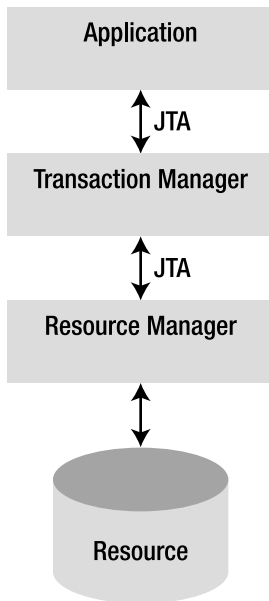 Application
JTA
Transaction Manager
JTA
Resource Manager
Resource